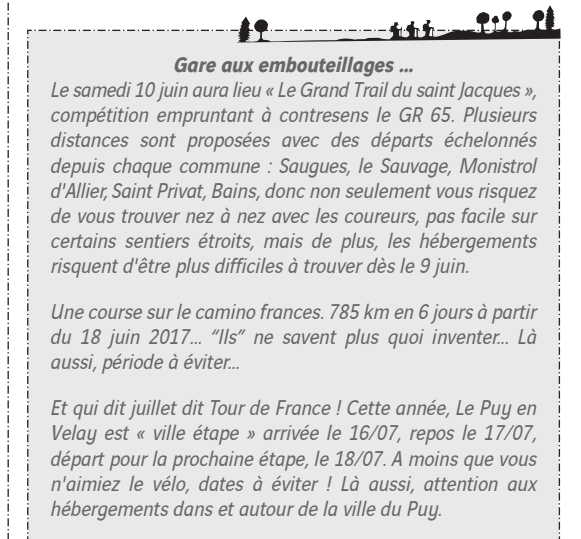 Gare aux embouteillages ...
Le samedi 10 juin aura lieu « Le Grand Trail du saint Jacques »,
compétition empruntant à contresens le GR 65. Plusieurs
distances sont proposées avec des départs échelonnés
depuis chaque commune : Saugues, le Sauvage, Monistrol
d'Allier, Saint Privat, Bains, donc non seulement vous risquez
de vous trouver nez à nez avec les coureurs, pas facile sur
certains sentiers étroits, mais de plus, les hébergements
risquent d'être plus difficiles à trouver dès le 9 juin.
Une course sur le camino frances. 785 km en 6 jours à partir
du 18 juin 2017... “Ils” ne savent plus quoi inventer... Là
aussi, période à éviter...
Et qui dit juillet dit Tour de France ! Cette année, Le Puy en
Velay est « ville étape » arrivée le 16/07, repos le 17/07,
départ pour la prochaine étape, le 18/07. A moins que vous
n'aimiez le vélo, dates à éviter ! Là aussi, attention aux
hébergements dans et autour de la ville du Puy.